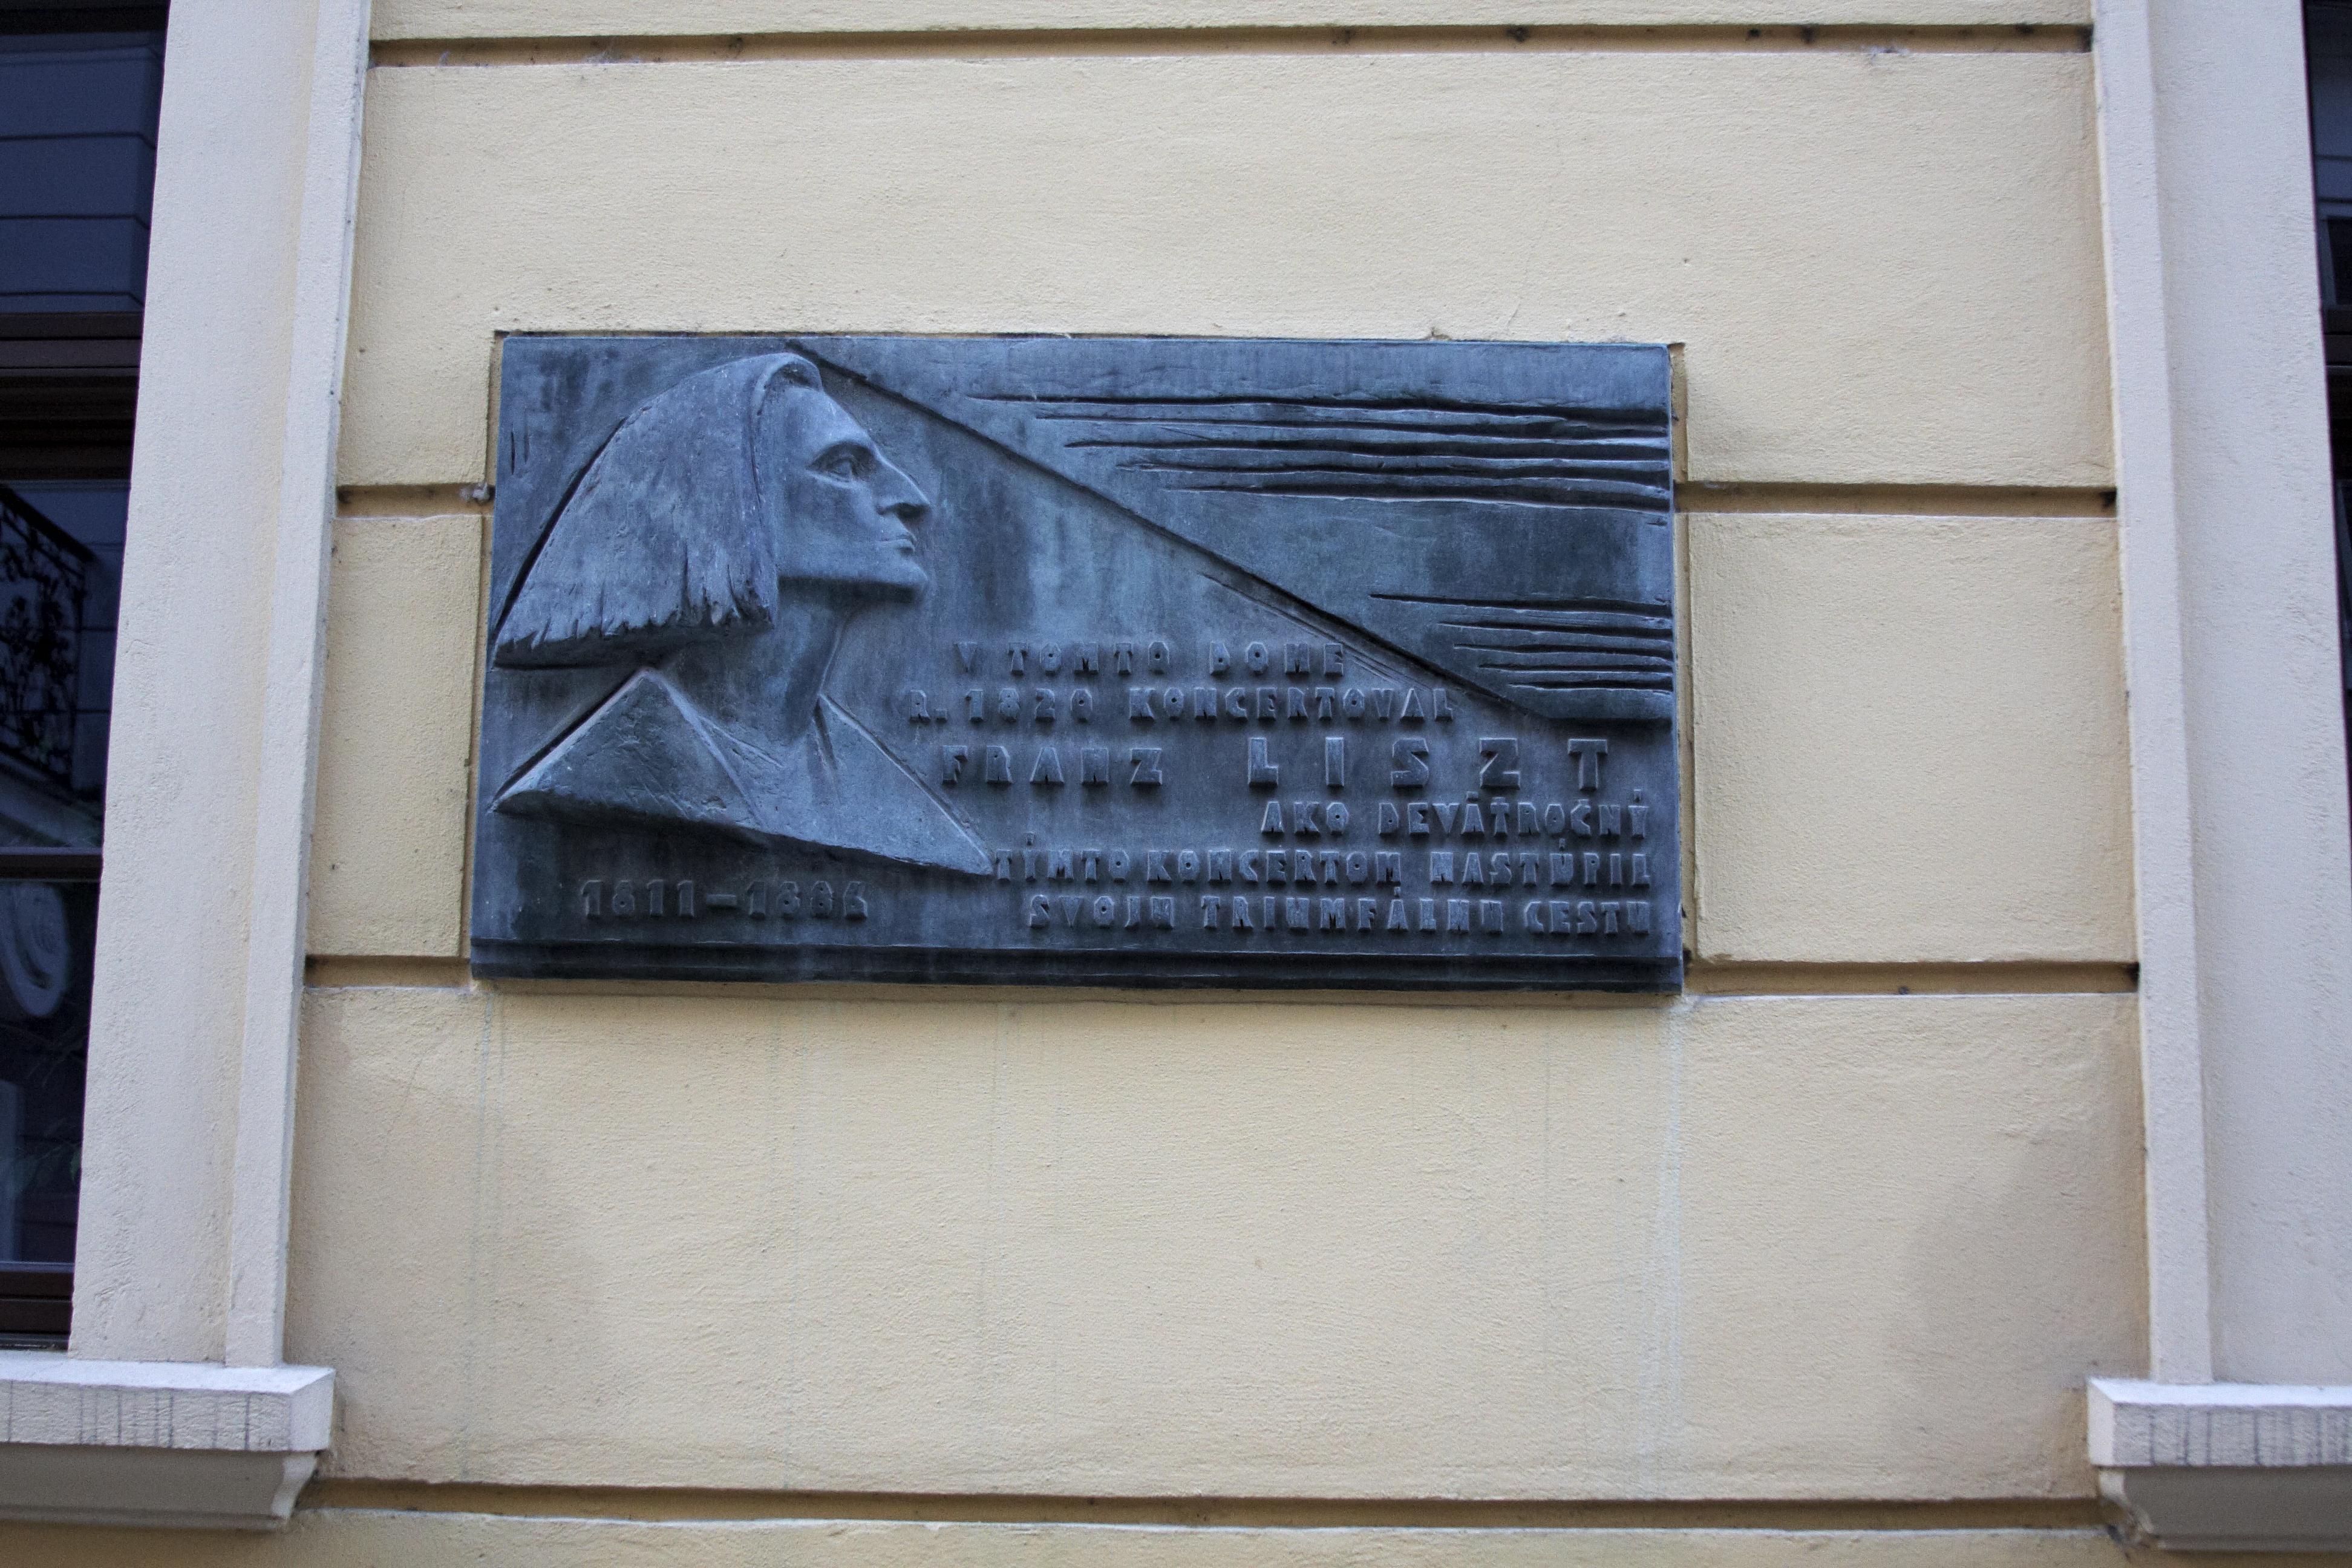 V TOMTO DOME
R. 1820 KONCERTOVAL
FRANZ LISZT
AKO DEVÄŤROČNÝ
TÝMTO KONCERTOM NASTÚPIL
SVOJU TRIUMFÁLNU CESTU
1811-1886